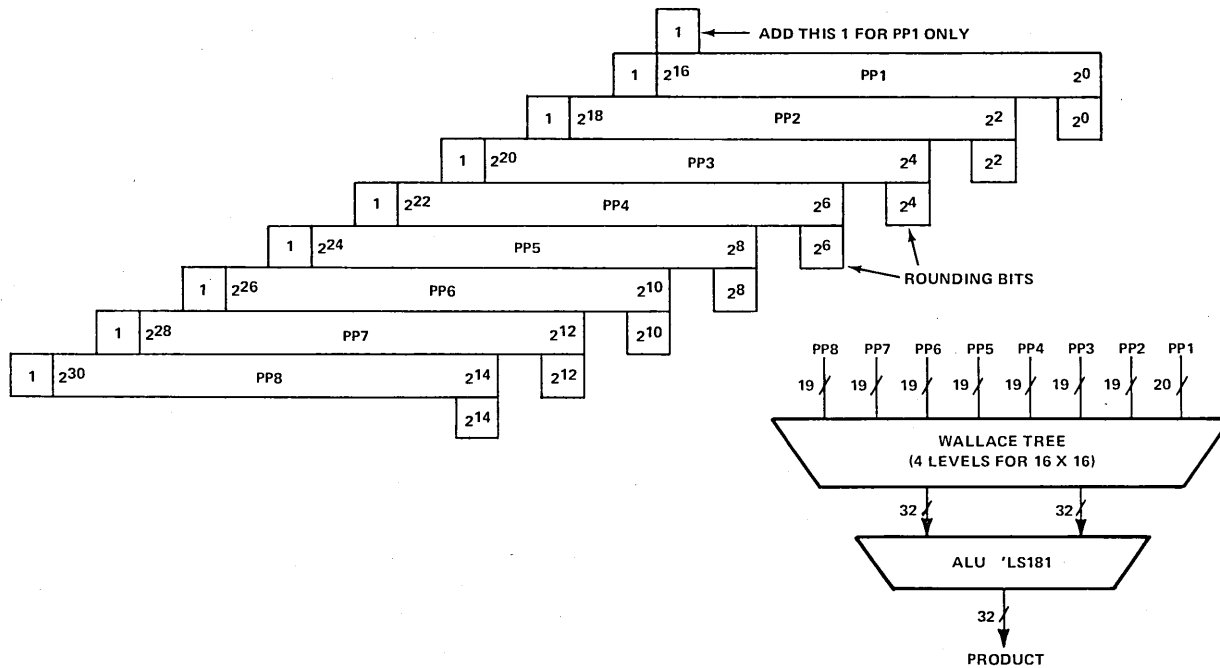 1 ADD THIS 1 FOR PP1 ONLY
1 2^16 PP1 2^0
1 2^18 PP2 2^2 2^0
1 2^20 PP3 2^4 2^2
1 2^22 PP4 2^6 2^4
1 2^24 PP5 2^8 2^6
ROUNDING BITS
1 2^26 PP6 2^10 2^8
1 2^28 PP7 2^12 2^10
1 2^30 PP8 2^14 2^12
2^14
PP8 PP7 PP6 PP5 PP4 PP3 PP2 PP1
19 19 19 19 19 19 19 20
WALLACE TREE
(4 LEVELS FOR 16 X 16)
32 32
ALU 'LS181
32
PRODUCT